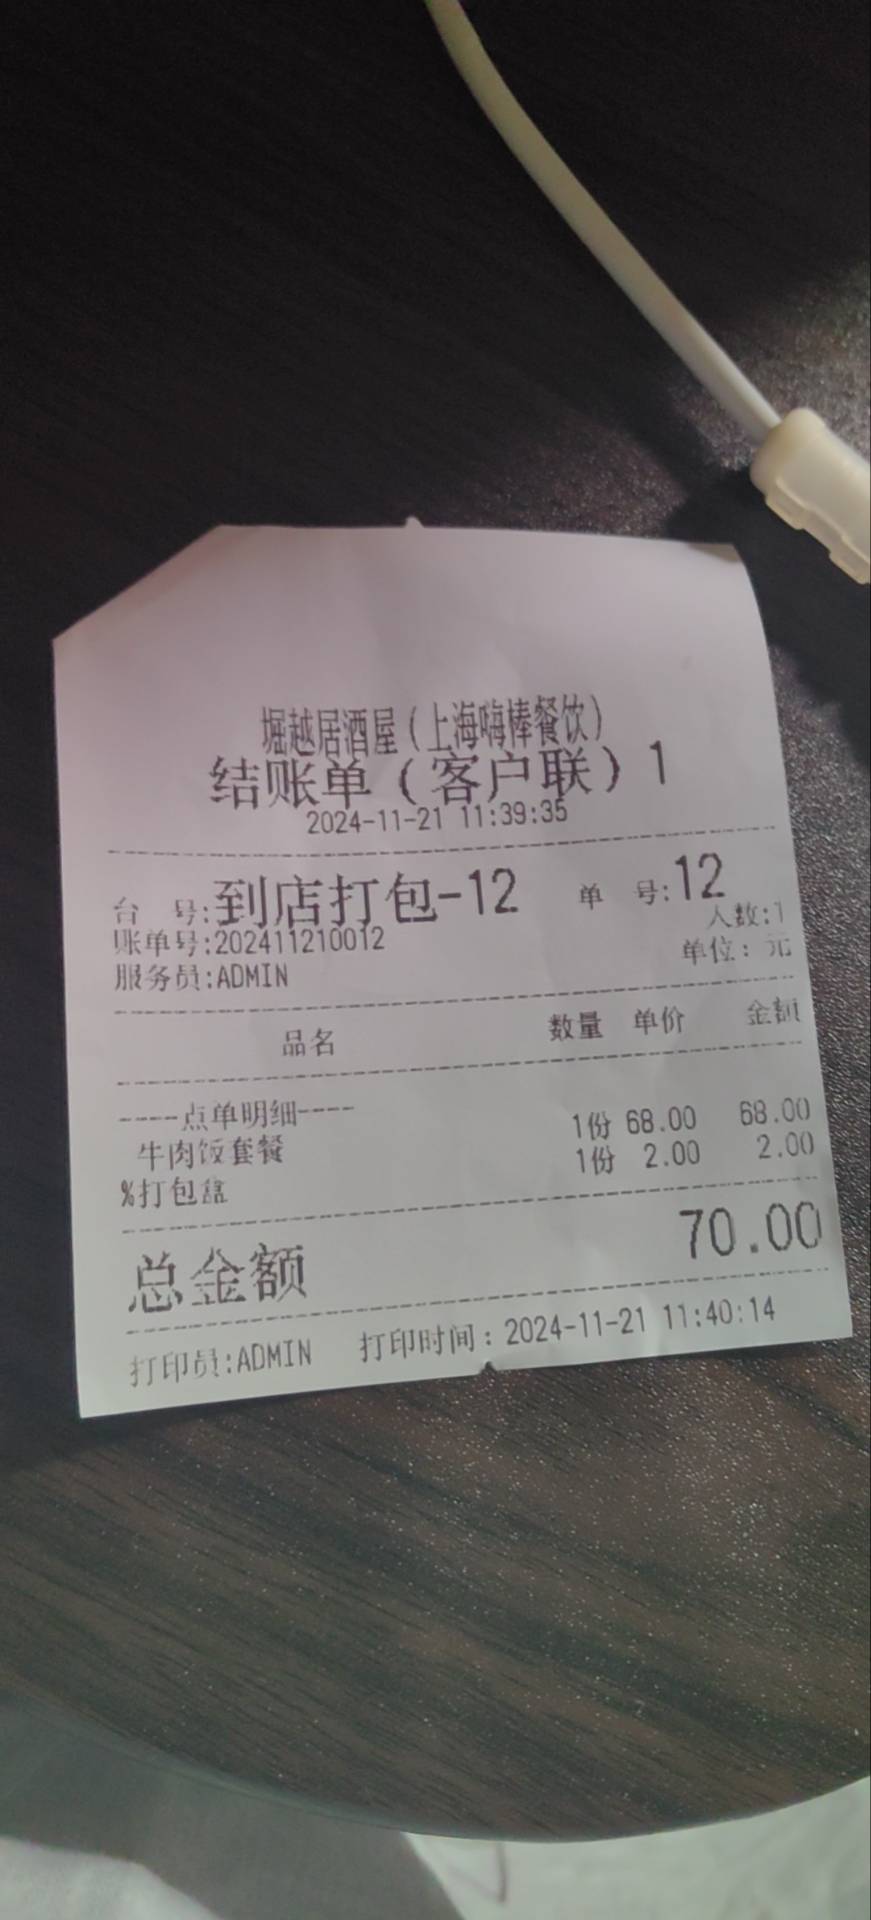 堀越居酒屋（上海嗨棒餐饮）
结账单（客户联）1
2024-11-21 11:39:35
台 号:到店打包-12 单 号:12
人数:1
账单号:202411210012
单位：元
服务员:ADMIN
品名 数量 单价 金额
----点单明细----
牛肉饭套餐 1份 68.00 68.00
%打包盒 1份 2.00 2.00
总金额 70.00
打印员:ADMIN 打印时间：2024-11-21 11:40:14